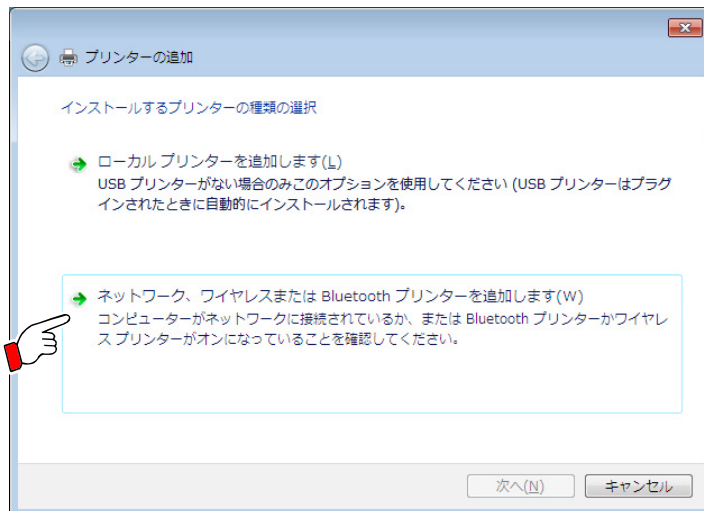 プリンターの追加
インストールするプリンターの種類の選択
ローカル プリンターを追加します(L)
USB プリンターがない場合のみこのオプションを使用してください (USB プリンターはプラグ
インされたときに自動的にインストールされます)。
ネットワーク、ワイヤレスまたは Bluetooth プリンターを追加します(W)
コンピューターがネットワークに接続されているか、または Bluetooth プリンターかワイヤレ
ス プリンターがオンになっていることを確認してください。
次へ(N) キャンセル